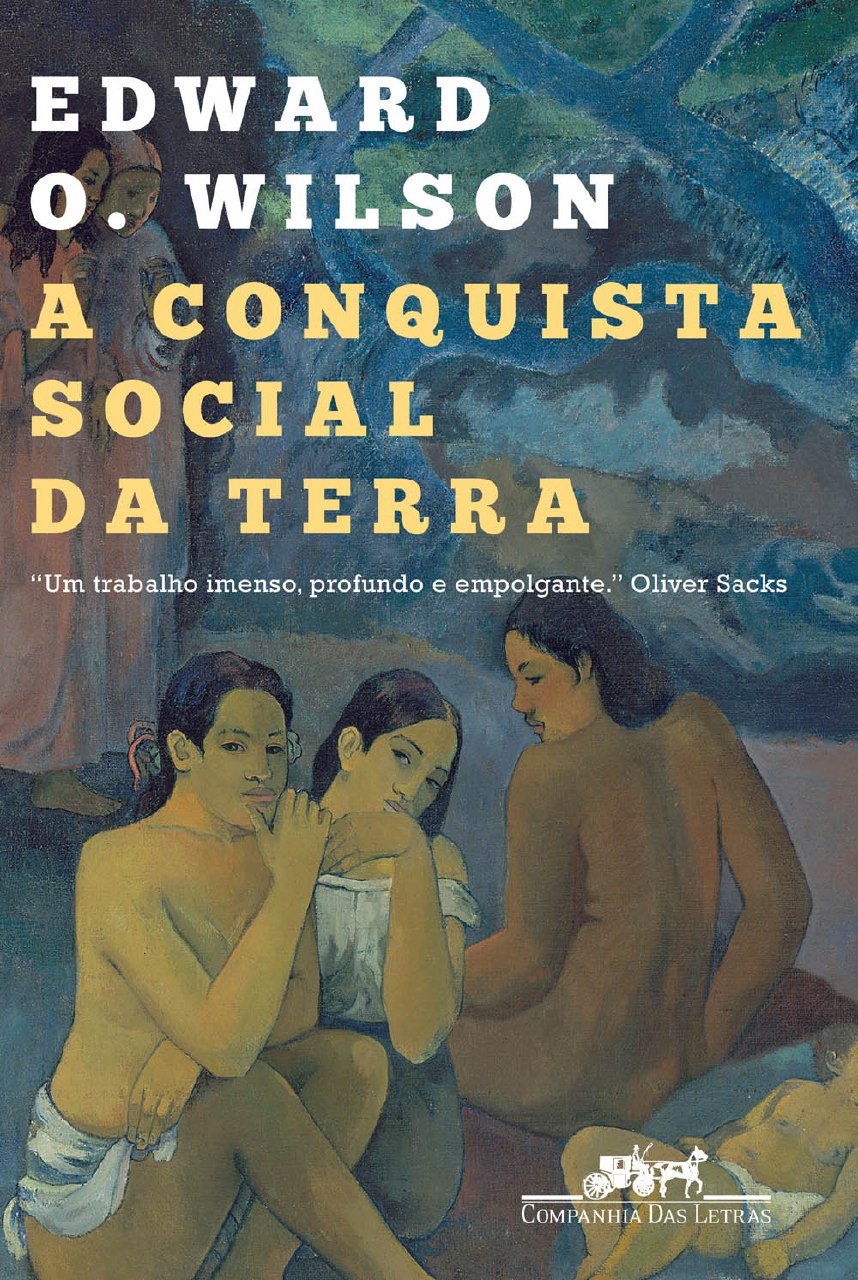 EDWARD
O. WILSON
A CONQUISTA
SOCIAL
DA TERRA
“Um trabalho imenso, profundo e empolgante.” Oliver Sacks
COMPANHIA DAS LETRAS